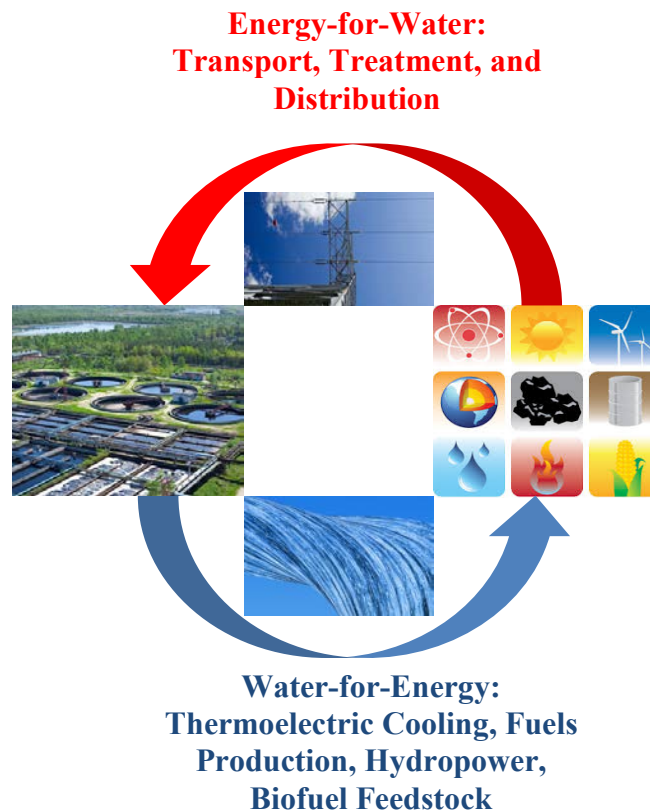 Energy-for-Water:
Transport, Treatment, and
Distribution
Water-for-Energy:
Thermoelectric Cooling, Fuels
Production, Hydropower,
Biofuel Feedstock